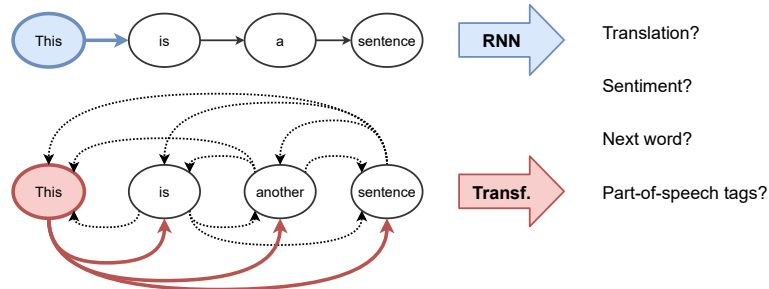 This
is
a
sentence
RNN
Translation?
Sentiment?
Next word?
This
is
another
sentence
Transf.
Part-of-speech tags?